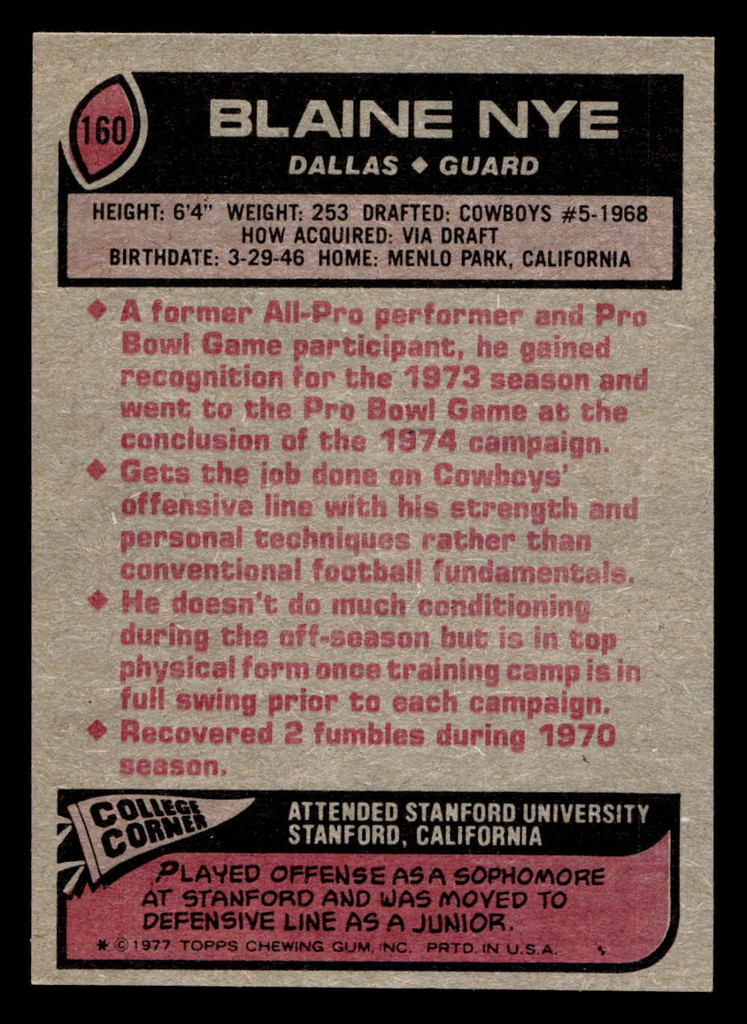 160
BLAINE NYE
DALLAS ♦ GUARD
HEIGHT: 6'4" WEIGHT: 253 DRAFTED: COWBOYS #5-1968
HOW ACQUIRED: VIA DRAFT
BIRTHDATE: 3-29-46 HOME: MENLO PARK, CALIFORNIA
♦ A former All-Pro performer and Pro
Bowl Game participant, he gained
recognition for the 1973 season and
went to the Pro Bowl Game at the
conclusion of the 1974 campaign.
♦ Gets the job done on Cowboys'
offensive line with his strength and
personal techniques rather than
conventional football fundamentals.
♦ He doesn't do much conditioning
during the off-season but is in top
physical form once training camp is in
full swing prior to each campaign.
♦ Recovered 2 fumbles during 1970
season.
COLLEGE
CORNER
ATTENDED STANFORD UNIVERSITY
STANFORD, CALIFORNIA
PLAYED OFFENSE AS A SOPHOMORE
AT STANFORD AND WAS MOVED TO
DEFENSIVE LINE AS A JUNIOR.
* © 1977 TOPPS CHEWING GUM, INC. PRTD. IN U.S.A.